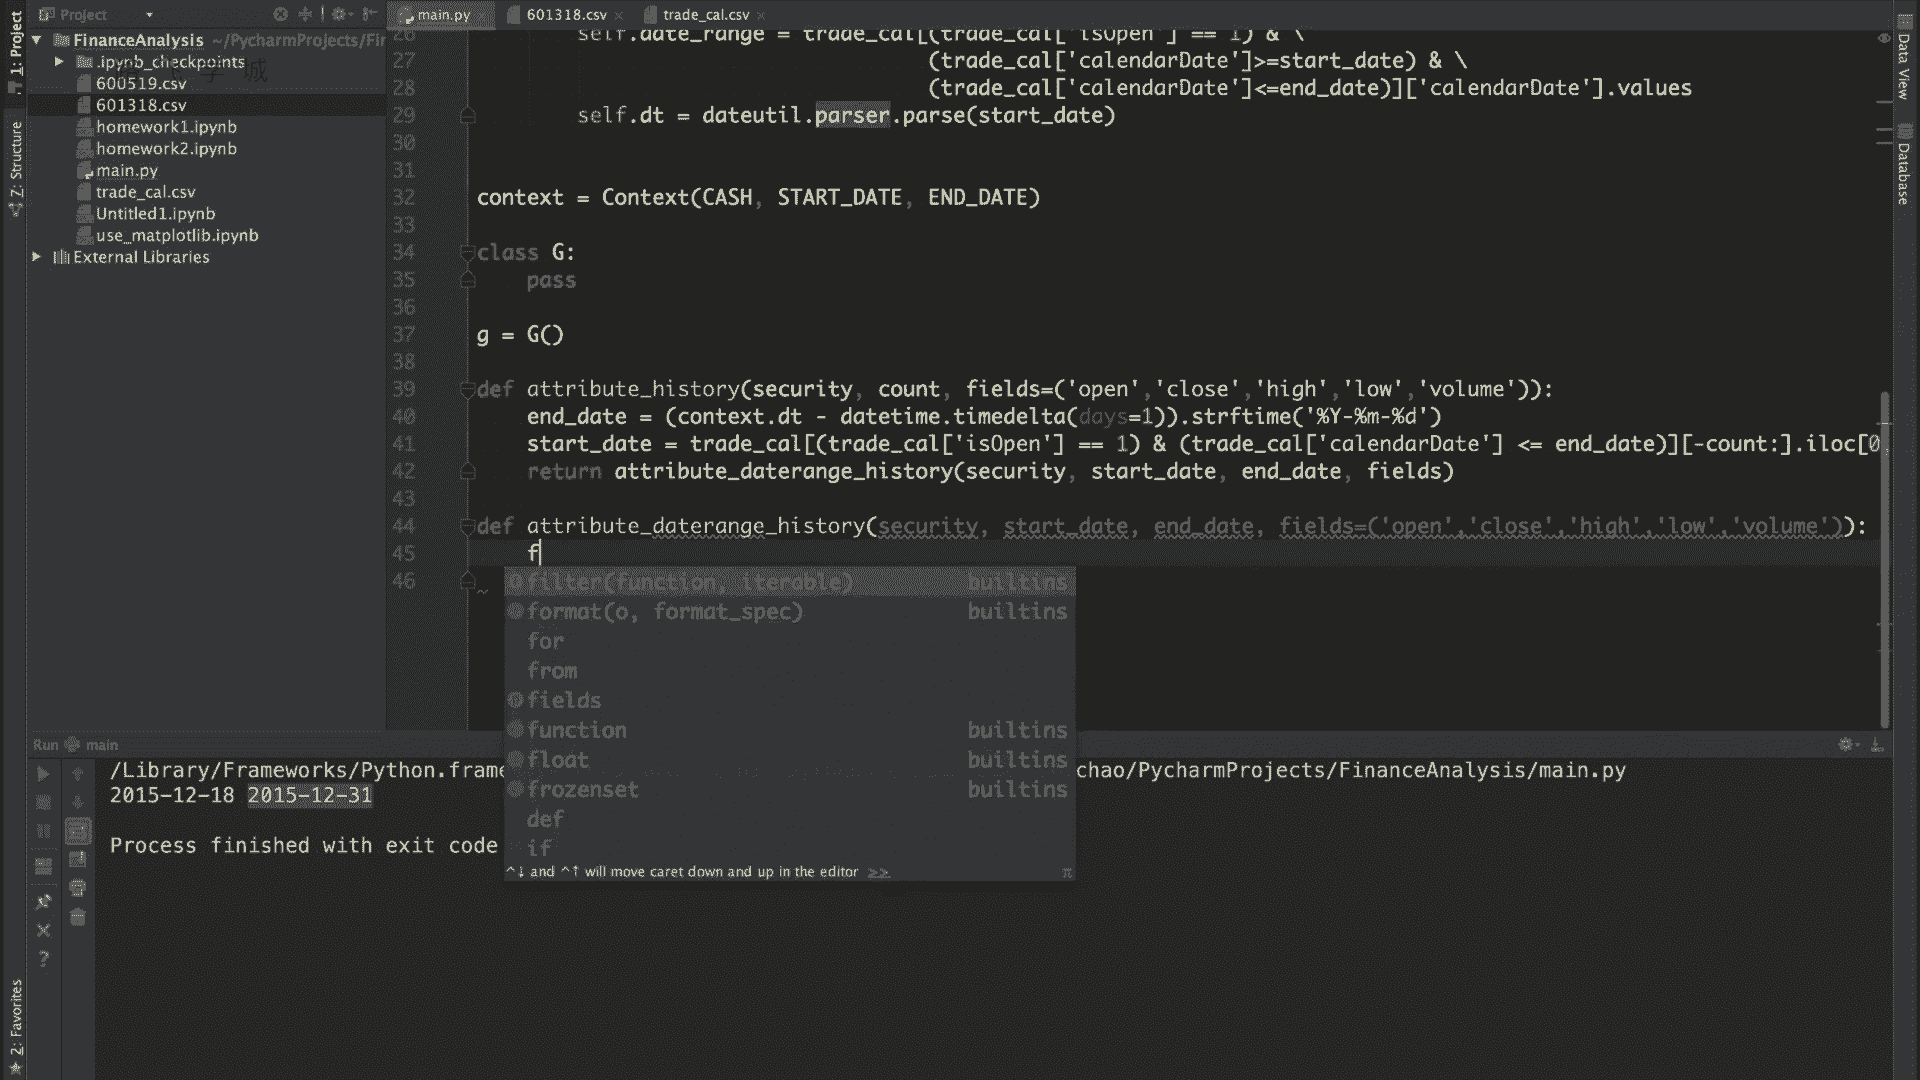 Project
main.py
601318.csv
trade_cal.csv
1: Project
7: Structure
2: Favorites
Data View
Database
FinanceAnalysis ~/PycharmProjects/Fir
.ipynb_checkpoints
600519.csv
601318.csv
homework1.ipynb
homework2.ipynb
main.py
trade_cal.csv
Untitled1.ipynb
use_matplotlib.ipynb
External Libraries
26 self.date_range = trade_cal[(trade_cal['isOpen'] == 1) & \
27 (trade_cal['calendarDate']>=start_date) & \
28 (trade_cal['calendarDate']<=end_date)]['calendarDate'].values
29 self.dt = dateutil.parser.parse(start_date)
30
31
32 context = Context(CASH, START_DATE, END_DATE)
33
34 class G:
35 pass
36
37 g = G()
38
39 def attribute_history(security, count, fields=('open','close','high','low','volume')):
40 end_date = (context.dt - datetime.timedelta(days=1)).strftime('%Y-%m-%d')
41 start_date = trade_cal[(trade_cal['isOpen'] == 1) & (trade_cal['calendarDate'] <= end_date)][-count:].iloc[0,
42 return attribute_daterange_history(security, start_date, end_date, fields)
43
44 def attribute_daterange_history(security, start_date, end_date, fields=('open','close','high','low','volume')):
45 f
46
filter(function, iterable) builtins
format(o, format_spec) builtins
for
from
fields
function builtins
float builtins
frozenset builtins
def
if
^↓ and ^↑ will move caret down and up in the editor >>
π
Run main
/Library/Frameworks/Python.frame
chao/PycharmProjects/FinanceAnalysis/main.py
2015-12-18 2015-12-31
Process finished with exit code